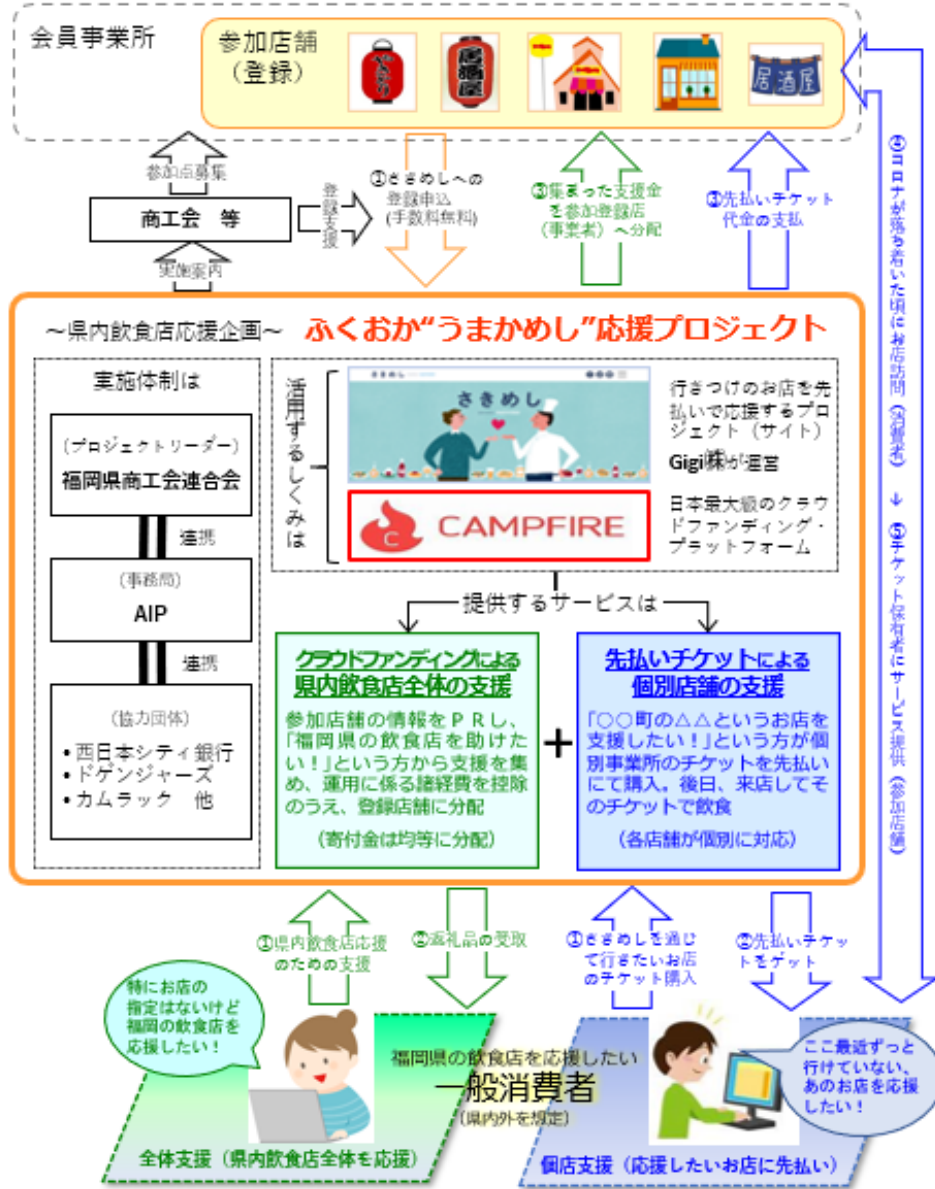 会員事業所
参加店舗
（登録）
やきとり
居酒屋
居酒屋
参加点募集
商工会　等
登録支援
実施案内
①さきめしへの
登録申込
(手数料無料)
③集まった支援金
を参加登録店
（事業者）へ分配
③先払いチケット
代金の支払
④コロナが落ち着いた頃にお店訪問（消費者）　↓　⑤チケット保有者にサービス提供（参加店舗）
～県内飲食店応援企画～
ふくおか“うまかめし”応援プロジェクト
実施体制は
（プロジェクトリーダー）
福岡県商工会連合会
連携
（事務局）
AIP
連携
（協力団体）
• 西日本シティ銀行
• ドゲンジャーズ
• カムラック　他
活用するしくみは
さきめし
さきめし
行きつけのお店を先
払いで応援するプロ
ジェクト（サイト）
Gigi㈱が運営
CAMPFIRE
日本最大級のクラウ
ドファンディング・
プラットフォーム
提供するサービスは
クラウドファンディングによる
県内飲食店全体の支援
参加店舗の情報をＰＲし、
「福岡県の飲食店を助けた
い！」という方から支援を集
め、運用に係る諸経費を控除
のうえ、登録店舗に分配
（寄付金は均等に分配）
+
先払いチケットによる
個別店舗の支援
「○○町の△△というお店を
支援したい！」という方が個
別事業所のチケットを先払い
にて購入。後日、来店してそ
のチケットで飲食
（各店舗が個別に対応）
①県内飲食店応援
のための支援
②返礼品の受取
①さきめしを通じ
て行きたいお店
のチケット購入
②先払いチケッ
トをゲット
特にお店の
指定はないけど
福岡の飲食店を
応援したい！
福岡県の飲食店を応援したい
一般消費者
（県内外を想定）
ここ最近ずっと
行けていない、
あのお店を応援
したい！
全体支援（県内飲食店全体を応援）
個店支援（応援したいお店に先払い）